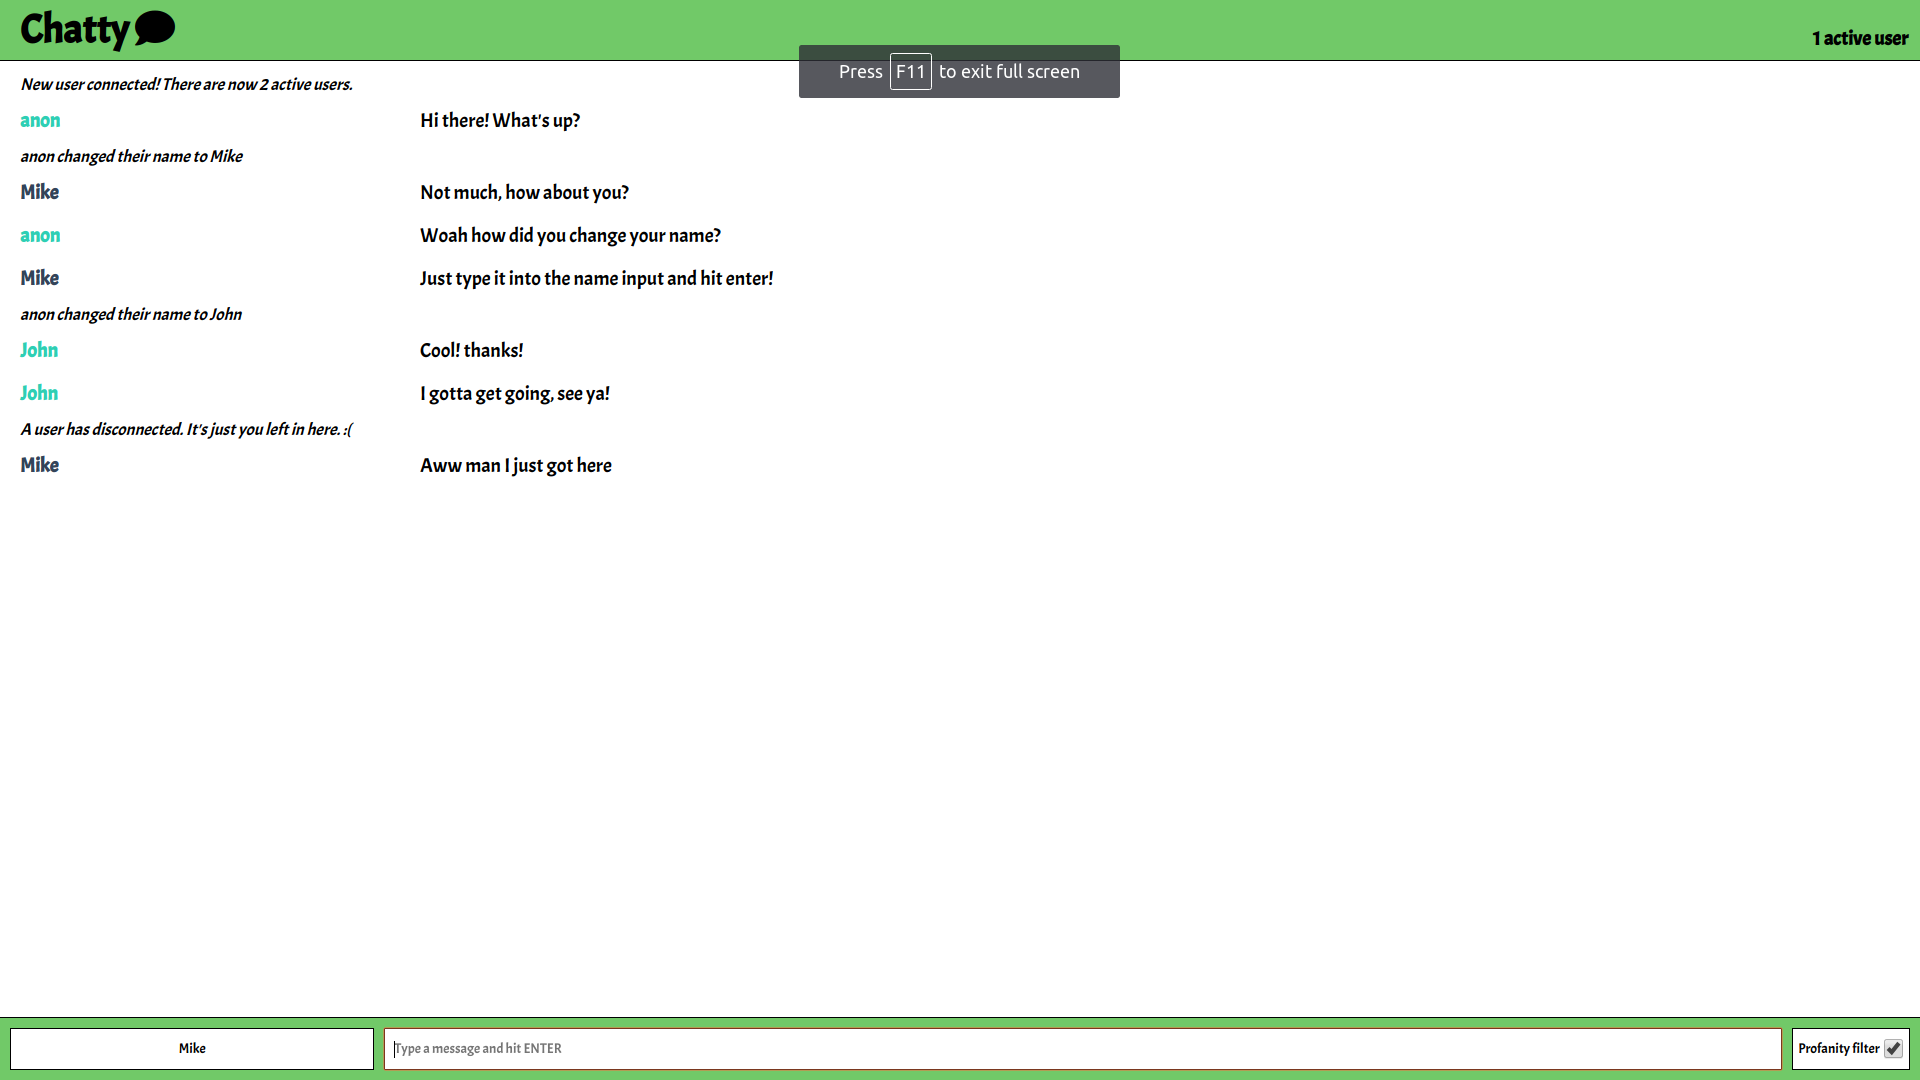 Chatty
1 active user
Press F11 to exit full screen
New user connected! There are now 2 active users.
anon Hi there! What's up?
anon changed their name to Mike
Mike Not much, how about you?
anon Woah how did you change your name?
Mike Just type it into the name input and hit enter!
anon changed their name to John
John Cool! thanks!
John I gotta get going, see ya!
A user has disconnected. It's just you left in here. :(
Mike Aww man I just got here
Mike Type a message and hit ENTER Profanity filter